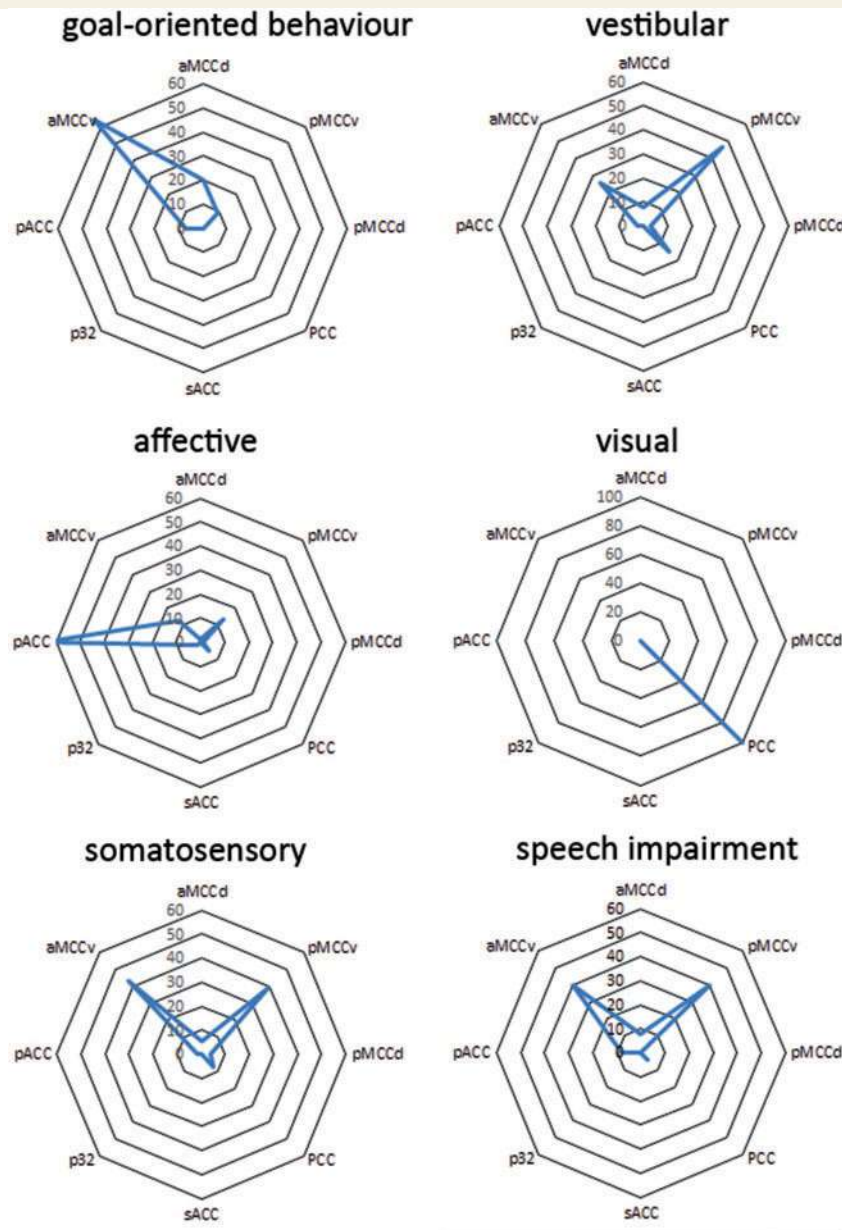 goal-oriented behaviour
aMCCd
60
50
40
30
20
10
0
pMCCv
pMCCd
PCC
sACC
p32
pACC
aMCCv
vestibular
aMCCd
60
50
40
30
20
10
0
pMCCv
pMCCd
PCC
sACC
p32
pACC
aMCCv
affective
aMCCd
60
50
40
30
20
10
0
pMCCv
pMCCd
PCC
sACC
p32
pACC
aMCCv
visual
aMCCd
100
80
60
40
20
0
pMCCv
pMCCd
PCC
sACC
p32
pACC
aMCCv
somatosensory
aMCCd
60
50
40
30
20
10
0
pMCCv
pMCCd
PCC
sACC
p32
pACC
aMCCv
speech impairment
aMCCd
60
50
40
30
20
10
0
pMCCv
pMCCd
PCC
sACC
p32
pACC
aMCCv